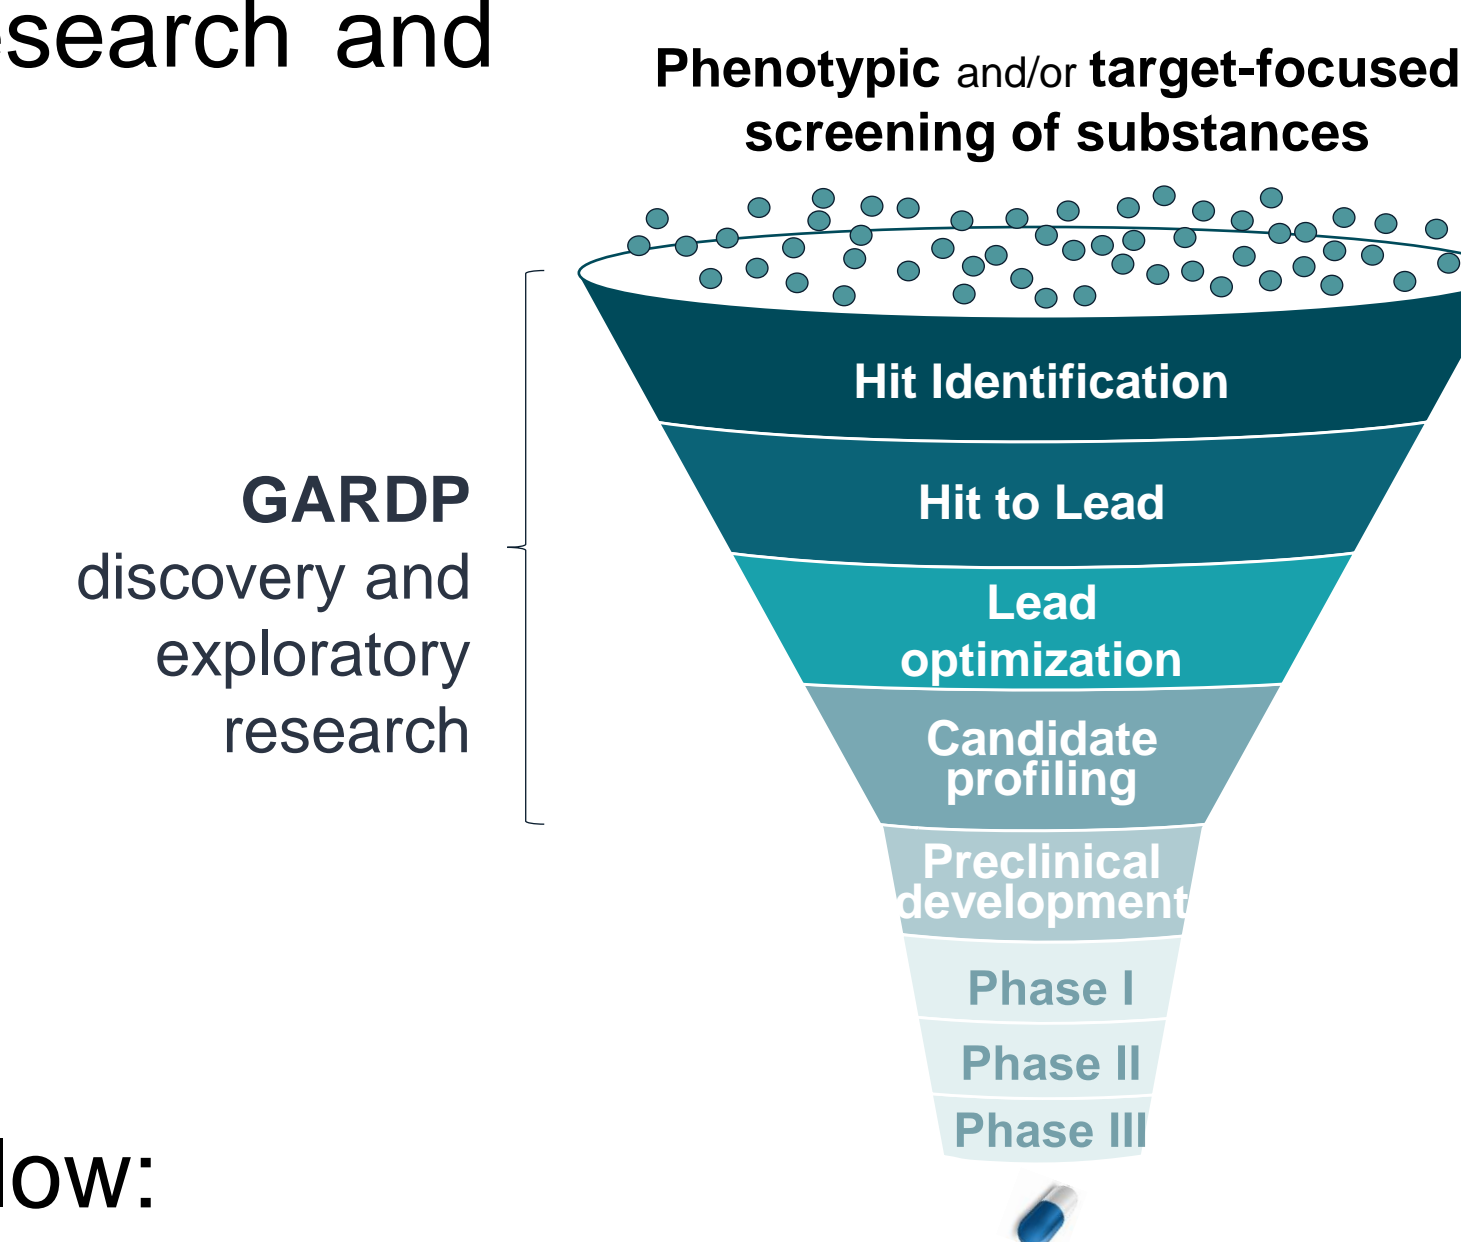 esearch and
Phenotypic and/or target-focused
screening of substances
Hit Identification
Hit to Lead
Lead
optimization
Candidate
profiling
Preclinical
development
Phase I
Phase II
Phase III
GARDP
discovery and
exploratory
research
low: